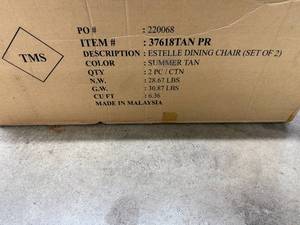 PO # : 220068
ITEM # : 37618TAN PR
DESCRIPTION : ESTELLE DINING CHAIR (SET OF 2)
COLOR : SUMMER TAN
QTY : 2 PC / CTN
N.W. : 28.67 LBS
G.W. : 30.87 LBS
CU FT : 6.36
MADE IN MALAYSIA
TMS